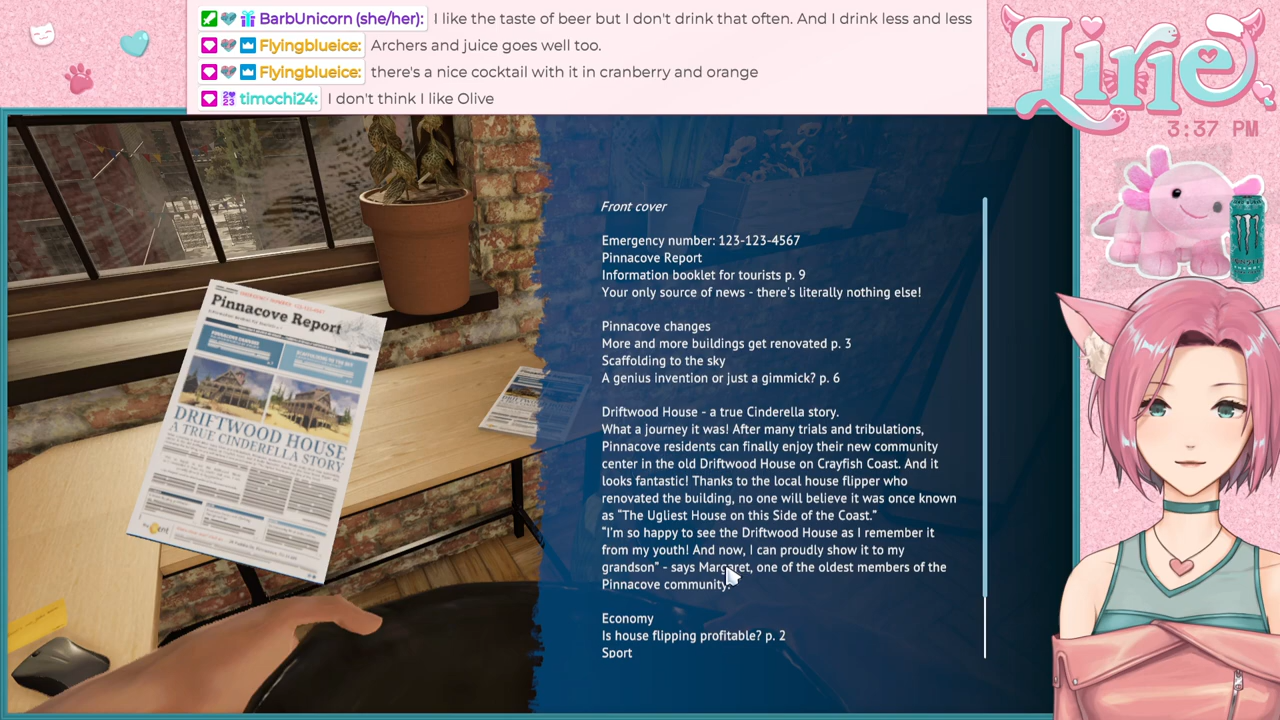 BarbUnicorn (she/her): I like the taste of beer but I don't drink that often. And I drink less and less
Flyingblueice: Archers and juice goes well too.
Flyingblueice: there's a nice cocktail with it in cranberry and orange
2023 timochi24: I don't think I like Olive
Lirie
3:37 PM
Front cover
Emergency number: 123-123-4567
Pinnacove Report
Information booklet for tourists p. 9
Your only source of news - there's literally nothing else!
Pinnacove changes
More and more buildings get renovated p. 3
Scaffolding to the sky
A genius invention or just a gimmick? p. 6
Driftwood House - a true Cinderella story.
What a journey it was! After many trials and tribulations,
Pinnacove residents can finally enjoy their new community
center in the old Driftwood House on Crayfish Coast. And it
looks fantastic! Thanks to the local house flipper who
renovated the building, no one will believe it was once known
as “The Ugliest House on this Side of the Coast.”
“I'm so happy to see the Driftwood House as I remember it
from my youth! And now, I can proudly show it to my
grandson” - says Margaret, one of the oldest members of the
Pinnacove community.
Economy
Is house flipping profitable? p. 2
Sport
Pinnacove Report
PINNACOVE CHANGES
SCAFFOLDING TO THE SKY
DRIFTWOOD HOUSE
A TRUE CINDERELLA STORY